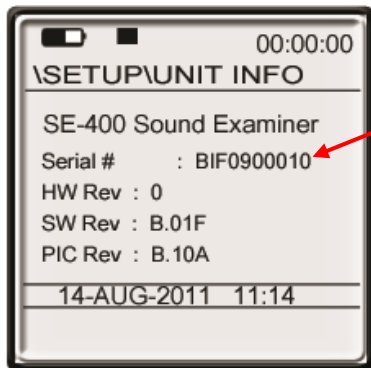 00:00:00
\SETUP\UNIT INFO
SE-400 Sound Examiner
Serial # : BIF0900010
HW Rev : 0
SW Rev : B.01F
PIC Rev : B.10A
14-AUG-2011 11:14